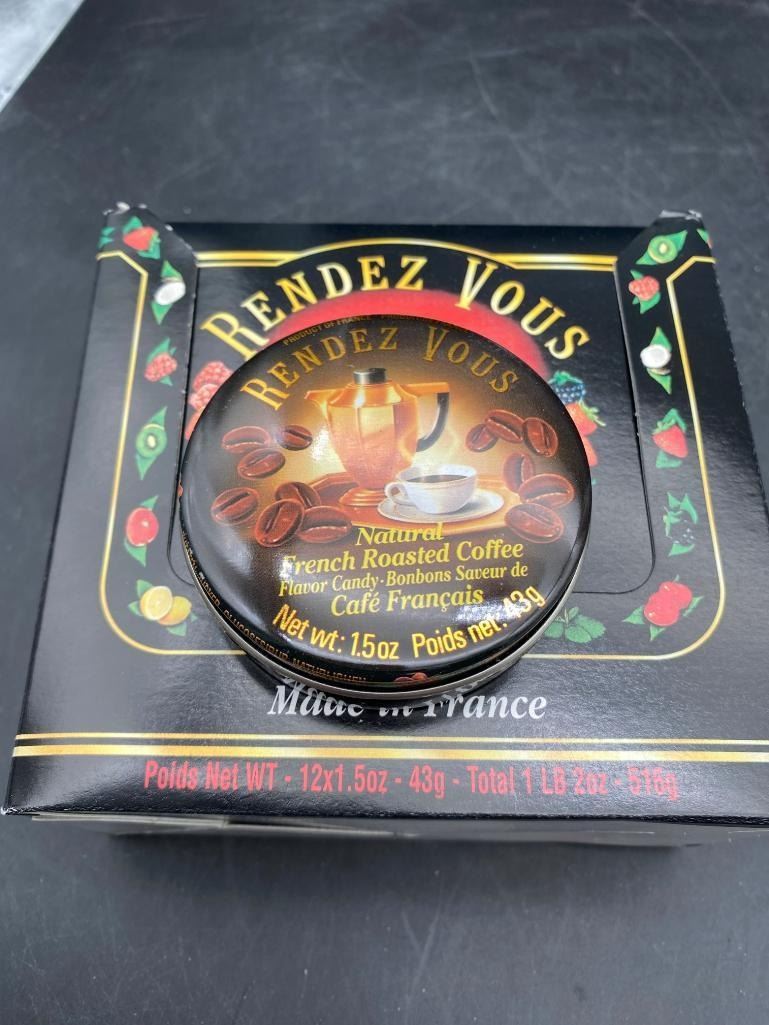 RENDEZ VOUS
PRODUCT OF FRANCE
RENDEZ VOUS
Natural
French Roasted Coffee
Flavor Candy · Bonbons Saveur de
Café Français
Net wt: 1.5oz Poids net: 43g
Made in France
Poids Net WT - 12x1.5oz - 43g - Total 1 LB 2oz - 516g